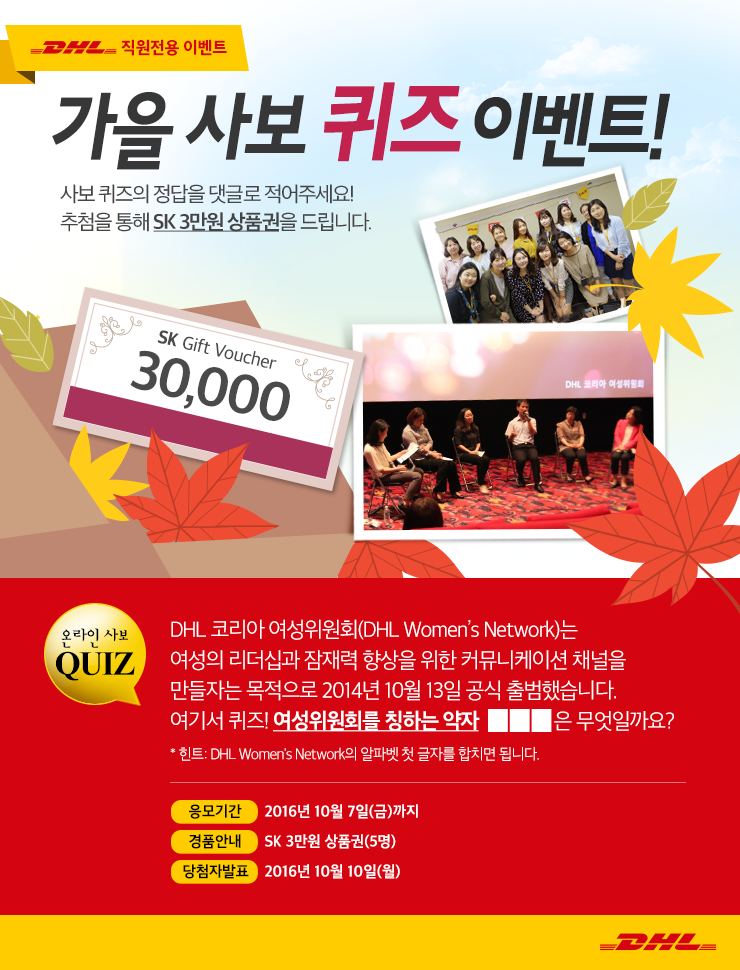 DHL 직원전용 이벤트
가을 사보 퀴즈 이벤트!
사보 퀴즈의 정답을 댓글로 적어주세요!
추첨을 통해 SK 3만원 상품권을 드립니다.
SK Gift Voucher
30,000
DHL 코리아 여성위원회
온라인 사보
QUIZ
DHL 코리아 여성위원회(DHL Women's Network)는
여성의 리더십과 잠재력 향상을 위한 커뮤니케이션 채널을
만들자는 목적으로 2014년 10월 13일 공식 출범했습니다.
여기서 퀴즈! 여성위원회를 칭하는 약자 ■■■은 무엇일까요?
* 힌트: DHL Women's Network의 알파벳 첫 글자를 합치면 됩니다.
응모기간 2016년 10월 7일(금)까지
경품안내 SK 3만원 상품권(5명)
당첨자발표 2016년 10월 10일(월)
DHL